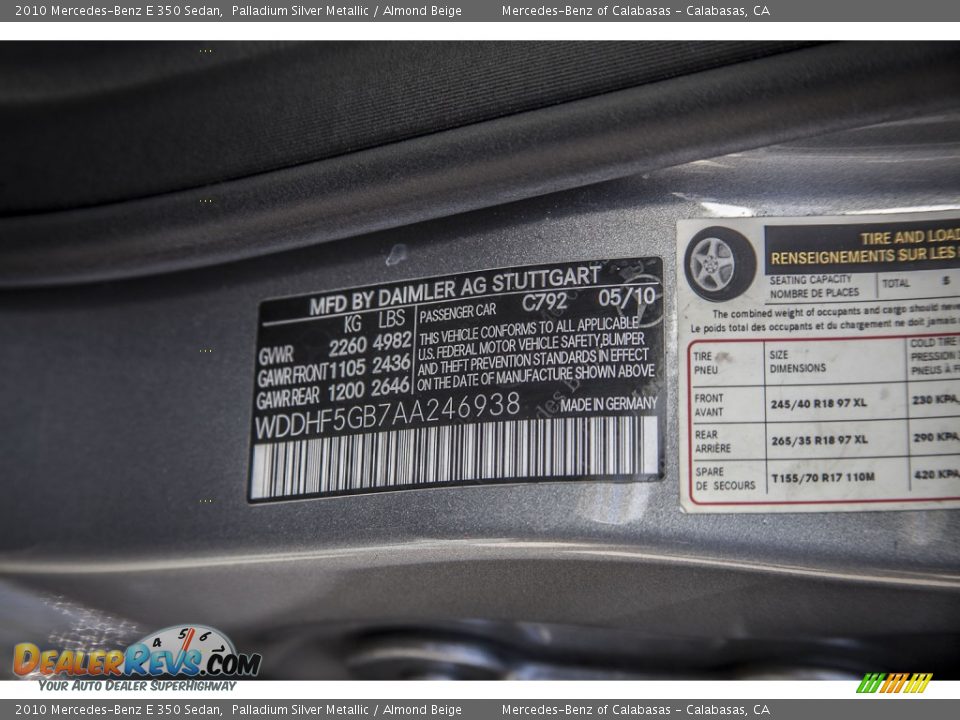 2010 Mercedes-Benz E 350 Sedan, Palladium Silver Metallic / Almond Beige Mercedes-Benz of Calabasas - Calabasas, CA
MFD BY DAIMLER AG STUTTGART
KG LBS PASSENGER CAR C792 05/10
GVWR 2260 4982
GAWR FRONT 1105 2436
GAWR REAR 1200 2646
THIS VEHICLE CONFORMS TO ALL APPLICABLE
U.S. FEDERAL MOTOR VEHICLE SAFETY, BUMPER
AND THEFT PREVENTION STANDARDS IN EFFECT
ON THE DATE OF MANUFACTURE SHOWN ABOVE
WDDHF5GB7AA246938 MADE IN GERMANY
TIRE AND LOAD
RENSEIGNEMENTS SUR LES
SEATING CAPACITY
NOMBRE DE PLACES
TOTAL 5
The combined weight of occupants and cargo should never
Le poids total des occupants et du chargement ne doit jamais
TIRE
PNEU
SIZE
DIMENSIONS
COLD TIRE
PRESSION
PNEUS À
FRONT
AVANT
245/40 R18 97 XL
230 KPA,
REAR
ARRIÈRE
265/35 R18 97 XL
290 KPA,
SPARE
DE SECOURS
T155/70 R17 110M
420 KPA,
4 5 6 7
DEALERREVS.COM
YOUR AUTO DEALER SUPERHIGHWAY
2010 Mercedes-Benz E 350 Sedan, Palladium Silver Metallic / Almond Beige Mercedes-Benz of Calabasas - Calabasas, CA